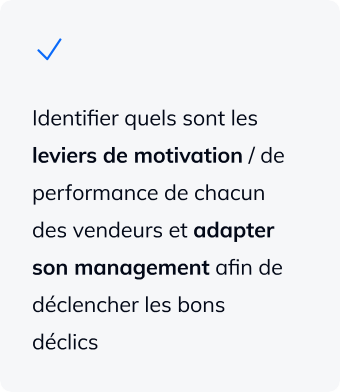 Identifier quels sont les
leviers de motivation / de
performance de chacun
des vendeurs et adapter
son management afin de
déclencher les bons
déclics